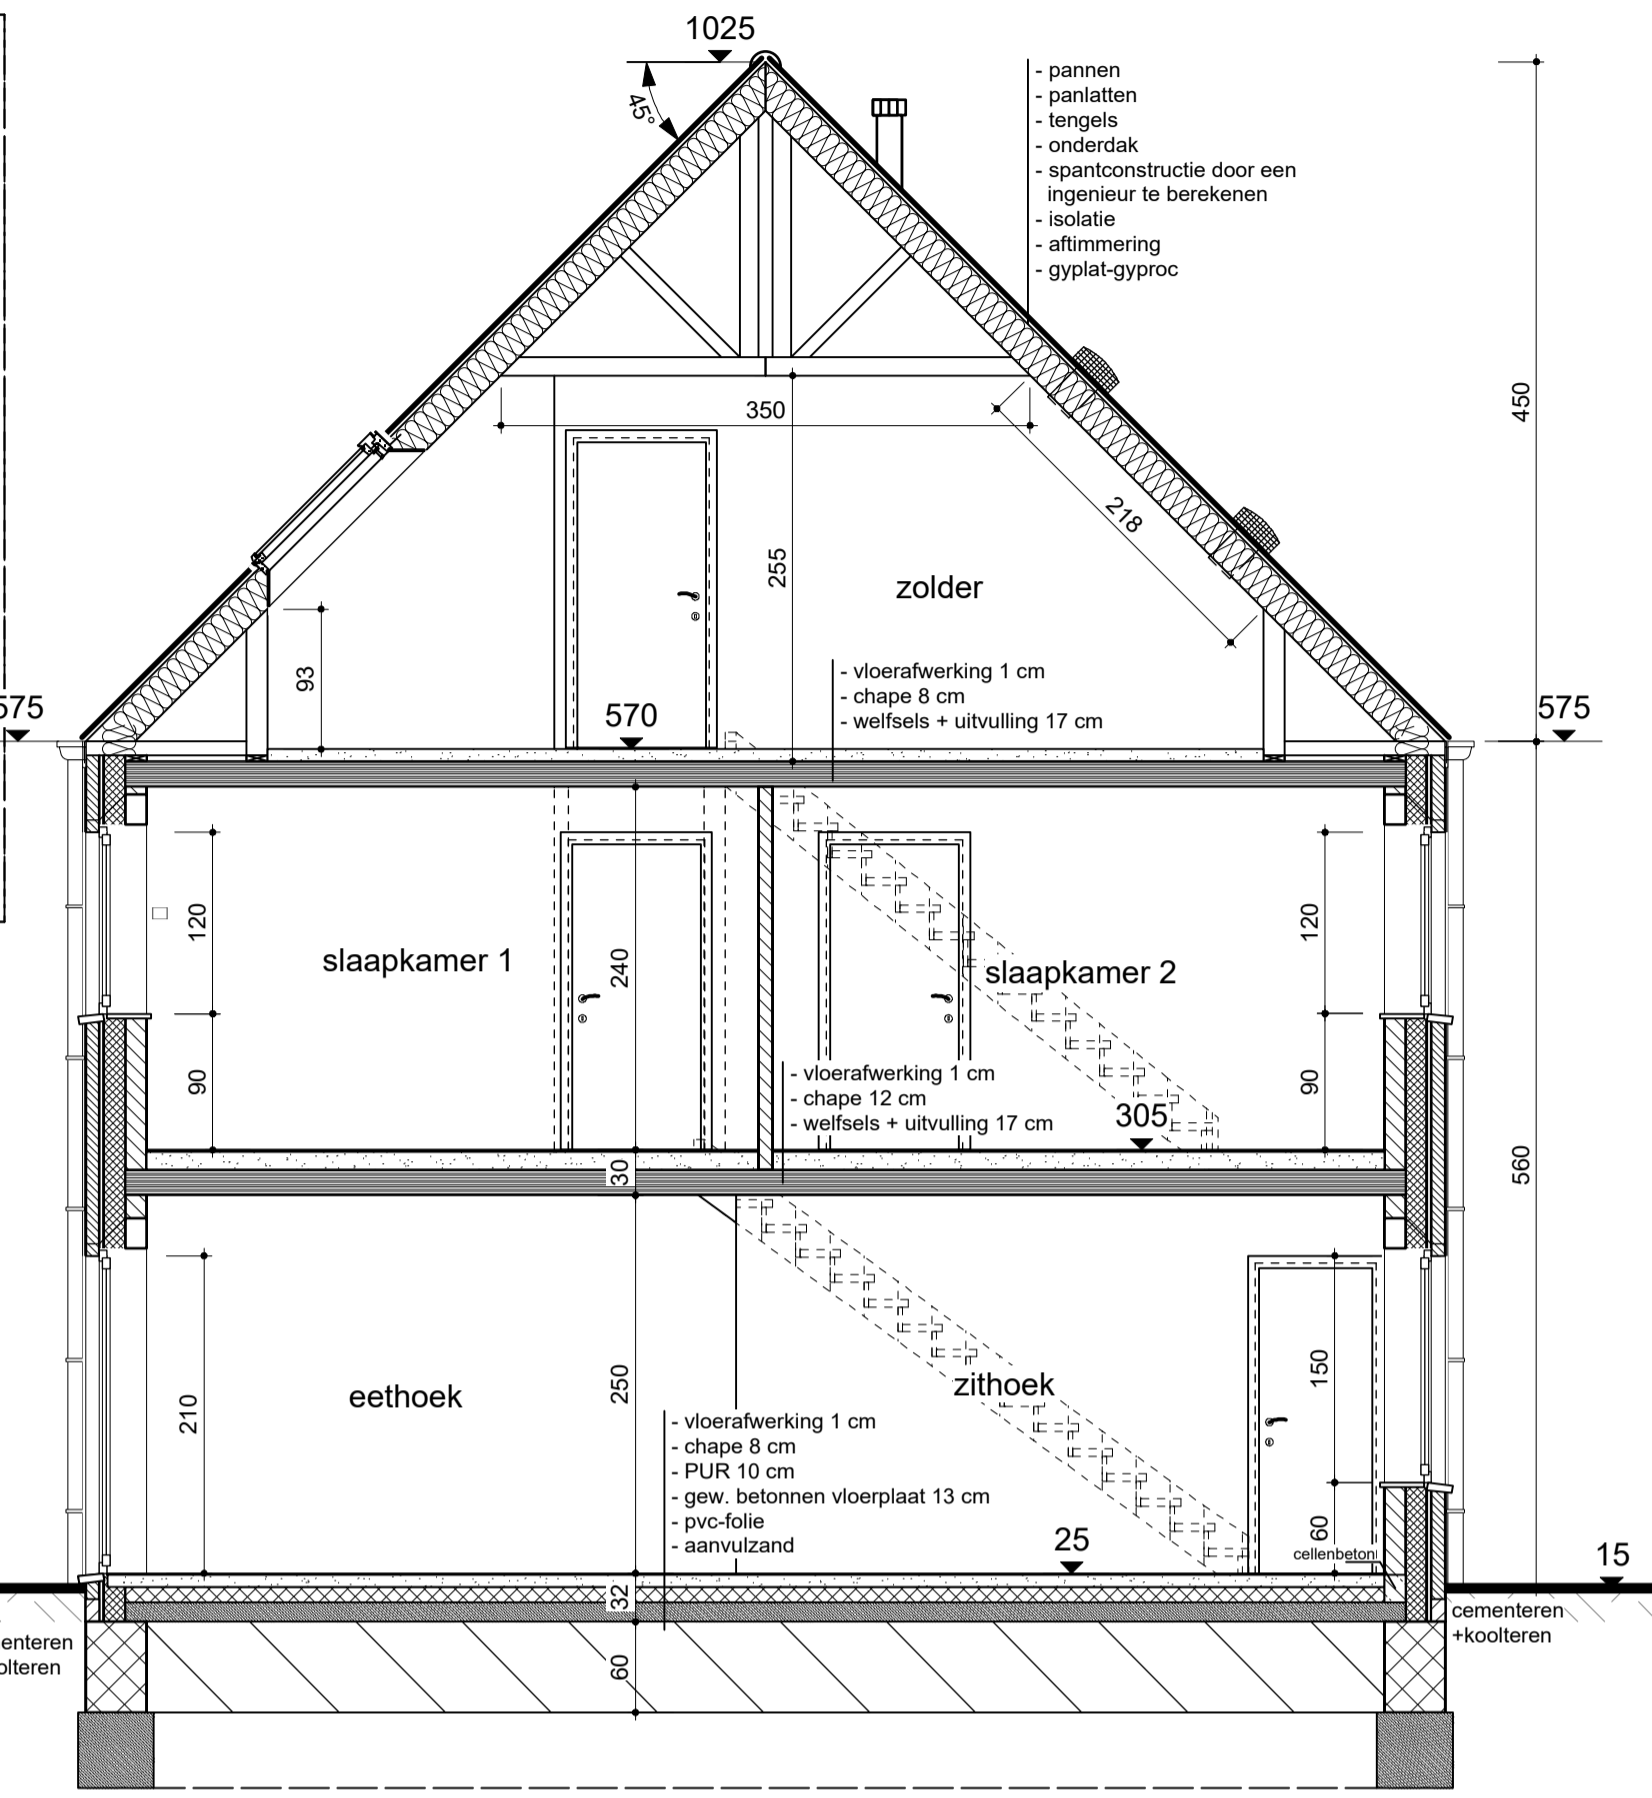 1025
45°
- pannen
- panlatten
- tengels
- onderdak
- spantconstructie door een
ingenieur te berekenen
- isolatie
- aftimmering
- gyplat-gyproc
450
350
218
255
zolder
93
- vloerafwerking 1 cm
- chape 8 cm
- welfsels + uitvulling 17 cm
575
570
575
120
120
slaapkamer 1
240
slaapkamer 2
90
90
- vloerafwerking 1 cm
- chape 12 cm
- welfsels + uitvulling 17 cm
305
30
560
150
250
zithoek
eethoek
210
- vloerafwerking 1 cm
- chape 8 cm
- PUR 10 cm
- gew. betonnen vloerplaat 13 cm
- pvc-folie
- aanvulzand
60
25
cellenbeton
15
32
cementeren
+koolteren
enteren
olteren
60